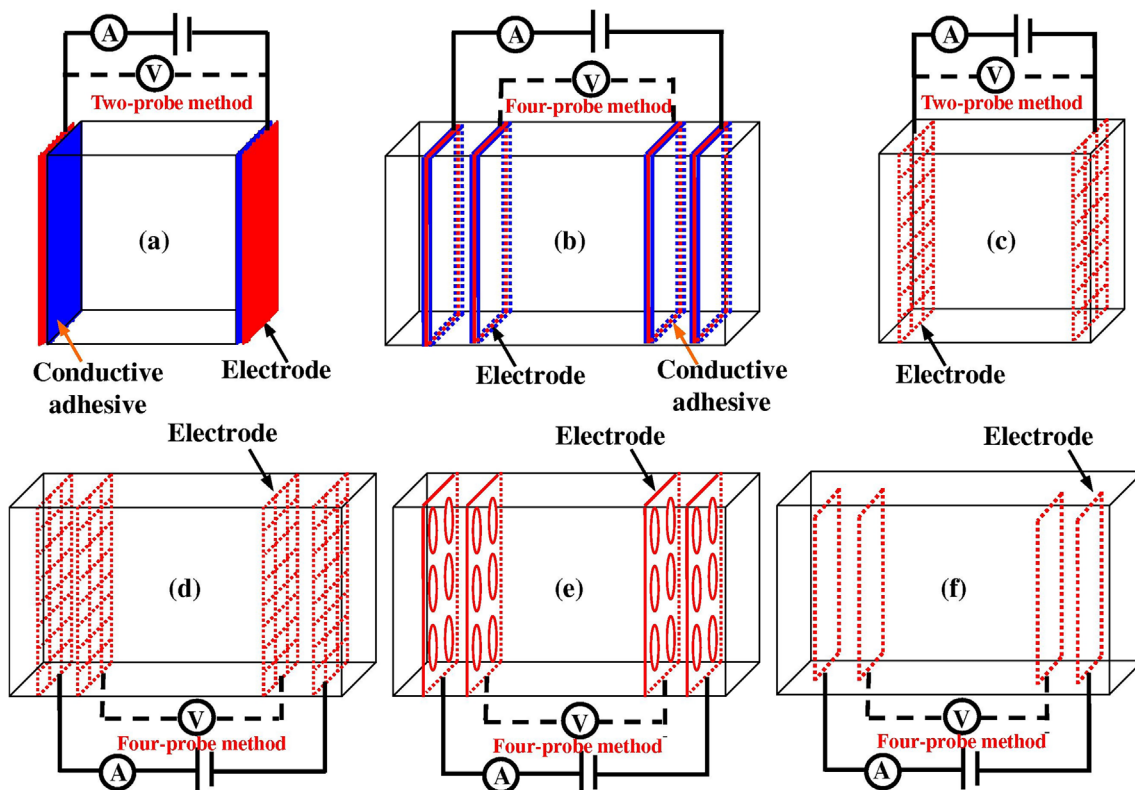 A
V
Two-probe method
(a)
Conductive
adhesive
Electrode
A
V
Four-probe method
(b)
Electrode
Conductive
adhesive
A
V
Two-probe method
(c)
Electrode
Electrode
(d)
V
Four-probe method
A
Electrode
(e)
V
Four-probe method
A
Electrode
(f)
V
Four-probe method
A